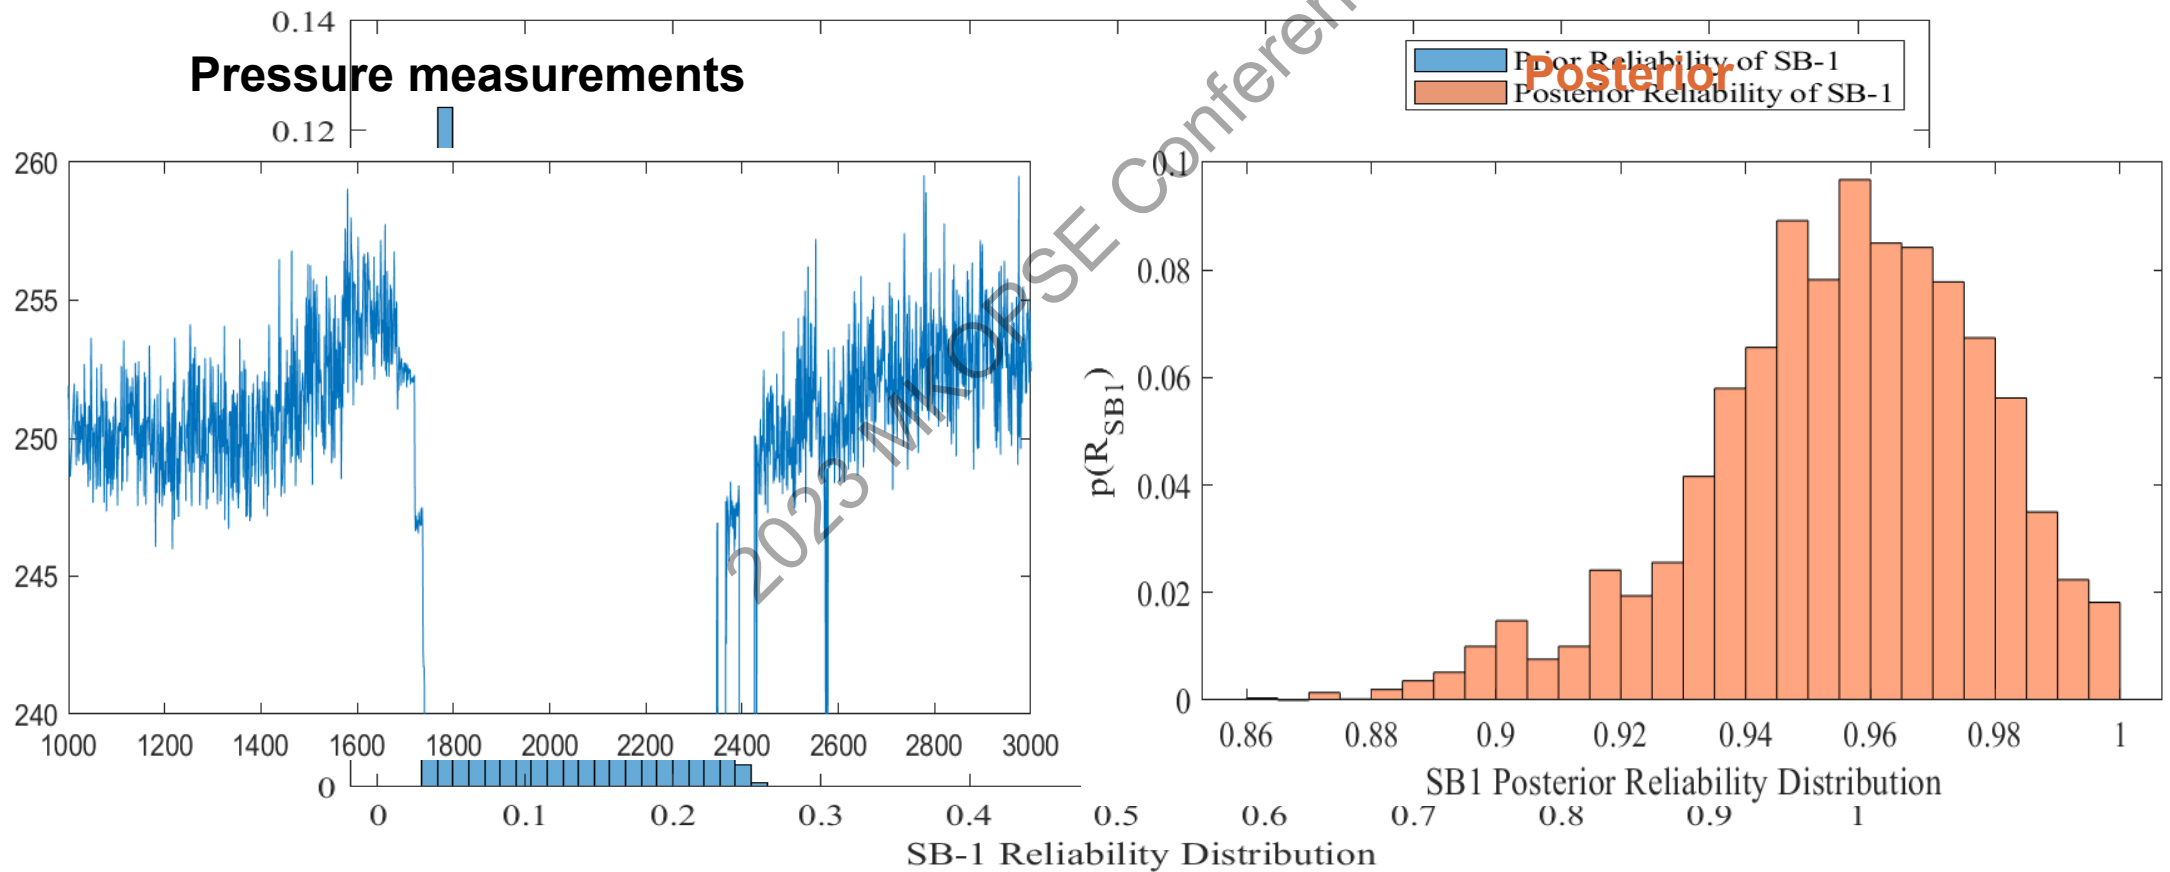 0.14
Pressure measurements
Prior Reliability of SB-1
Posterior
Posterior Reliability of SB-1
0.12
260
255
250
245
240
1000 1200 1400 1600 1800 2000 2200 2400 2600 2800 3000
2023 MKOPSE Conferen
0.1
0.08
0.06
0.04
0.02
0
p(R_SB1)
0.86 0.88 0.9 0.92 0.94 0.96 0.98 1
SB1 Posterior Reliability Distribution
0
0 0.1 0.2 0.3 0.4 0.5 0.6 0.7 0.8 0.9 1
SB-1 Reliability Distribution